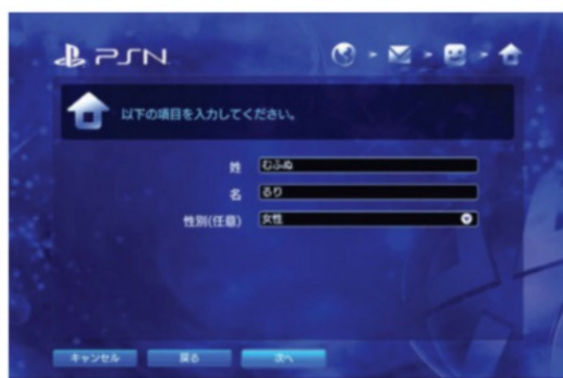 PSN
以下の項目を入力してください。
姓 むふぬ
名 るり
性別(任意) 女性
キャンセル 戻る 次へ